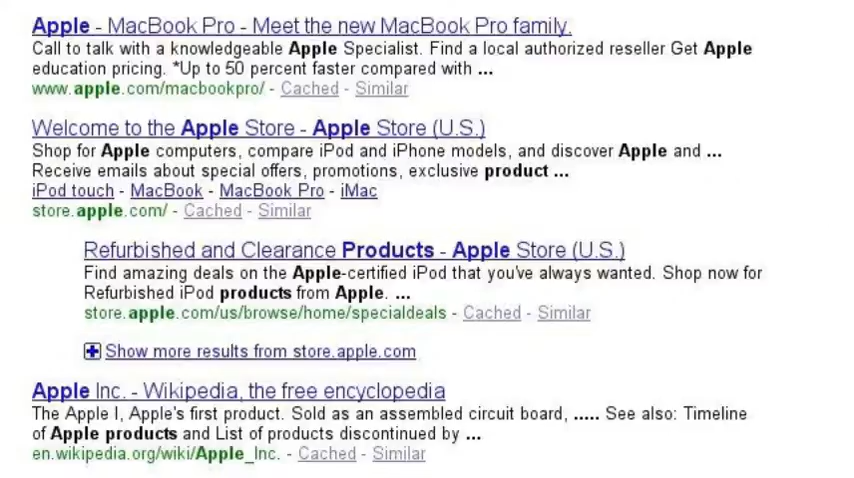 Apple - MacBook Pro - Meet the new MacBook Pro family.
Call to talk with a knowledgeable Apple Specialist. Find a local authorized reseller Get Apple
education pricing. *Up to 50 percent faster compared with ...
www.apple.com/macbookpro/ - Cached - Similar
Welcome to the Apple Store - Apple Store (U.S.)
Shop for Apple computers, compare iPod and iPhone models, and discover Apple and ...
Receive emails about special offers, promotions, exclusive product ...
iPod touch - MacBook - MacBook Pro - iMac
store.apple.com/ - Cached - Similar
Refurbished and Clearance Products - Apple Store (U.S.)
Find amazing deals on the Apple-certified iPod that you've always wanted. Shop now for
Refurbished iPod products from Apple. ...
store.apple.com/us/browse/home/specialdeals - Cached - Similar
Show more results from store.apple.com
Apple Inc. - Wikipedia, the free encyclopedia
The Apple I, Apple's first product. Sold as an assembled circuit board, ..... See also: Timeline
of Apple products and List of products discontinued by ...
en.wikipedia.org/wiki/Apple_Inc. - Cached - Similar